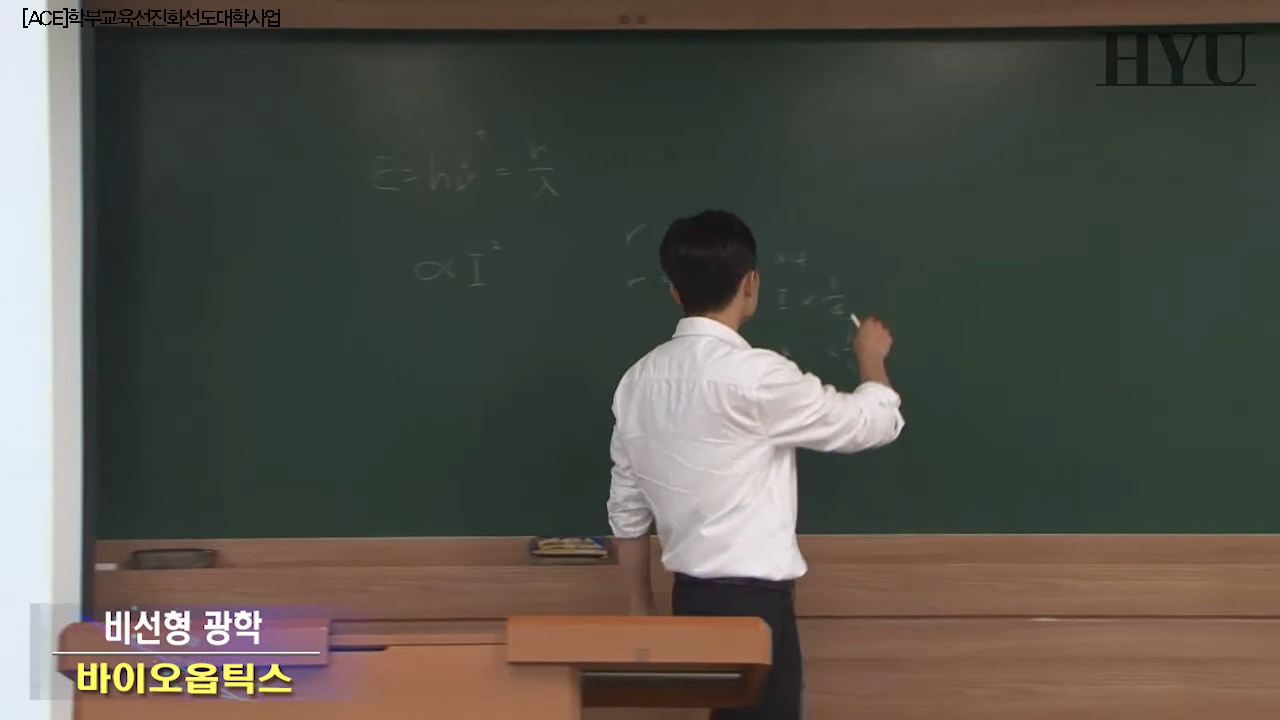 [ACE]학부교육선진화선도대학사업
HYU
E = hν = h/λ
∝ I²
비선형 광학
바이오옵틱스